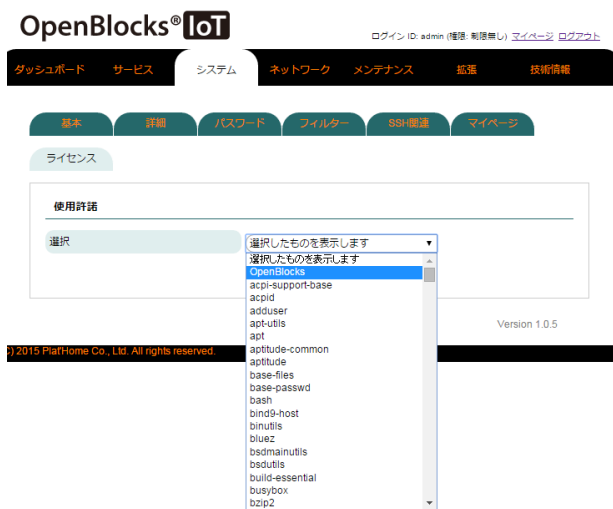 OpenBlocks® IoT
ログイン ID: admin (権限: 制限無し) マイページ ログアウト
ダッシュボード サービス システム ネットワーク メンテナンス 拡張 技術情報
基本 詳細 パスワード フィルター SSH関連 マイページ
ライセンス
使用許諾
選択 選択したものを表示します
選択したものを表示します
OpenBlocks
acpi-support-base
acpid
adduser
apt-utils
apt
aptitude-common
aptitude
base-files
base-passwd
bash
bind9-host
binutils
bluez
bsdmainutils
bsdutils
build-essential
busybox
bzip2
Version 1.0.5
) 2015 Plat'Home Co., Ltd. All rights reserved.